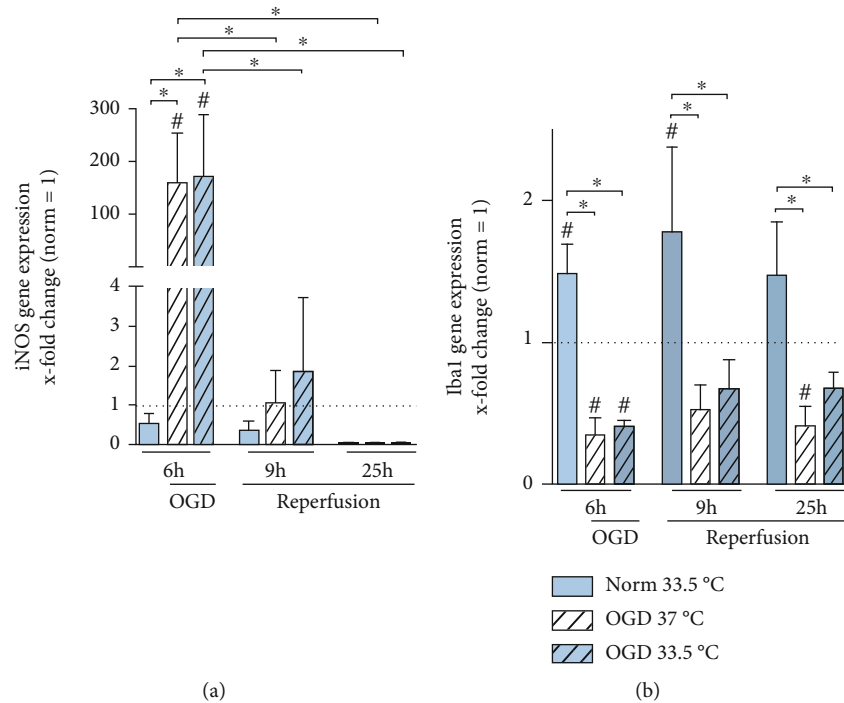 iNOS gene expression
x-fold change (norm = 1)
300
200
100
4
3
2
1
0
*
*
*
*
*
*
#
#
6h
9h
25h
OGD
Reperfusion
(a)
Iba1 gene expression
x-fold change (norm = 1)
2
1
0
*
*
*
*
*
*
#
#
#
#
#
6h
9h
25h
OGD
Reperfusion
Norm 33.5 °C
OGD 37 °C
OGD 33.5 °C
(b)